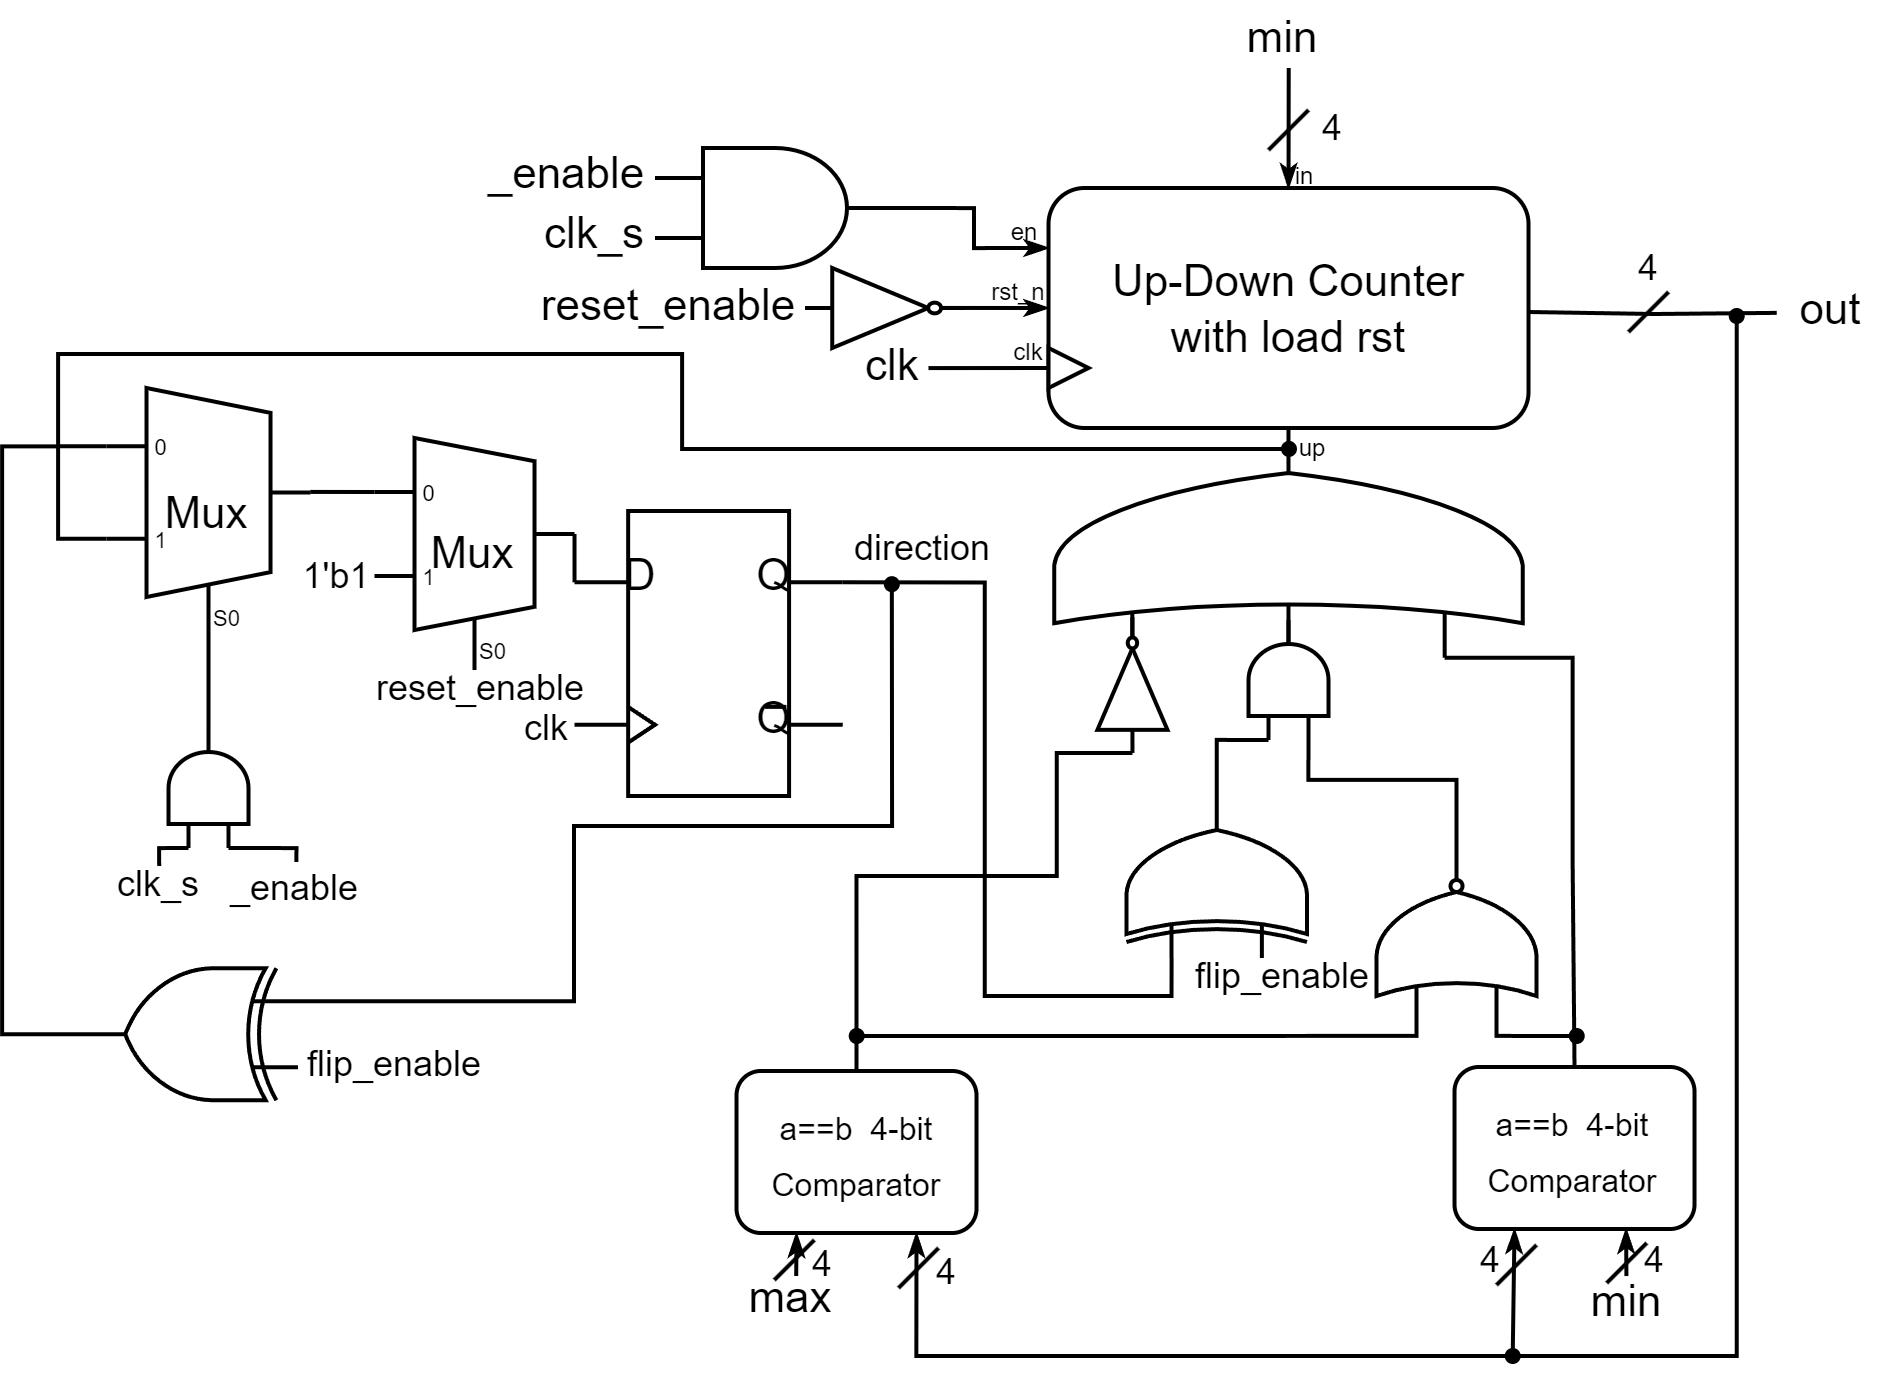 min
4
in
_enable
clk_s
en
reset_enable
rst_n
clk
clk
Up-Down Counter
with load rst
4
out
up
0
1
Mux
S0
clk_s
_enable
0
1'b1
1
Mux
S0
reset_enable
clk
D
Q
Q
direction
flip_enable
flip_enable
a==b 4-bit
Comparator
4
4
max
a==b 4-bit
Comparator
4
4
min